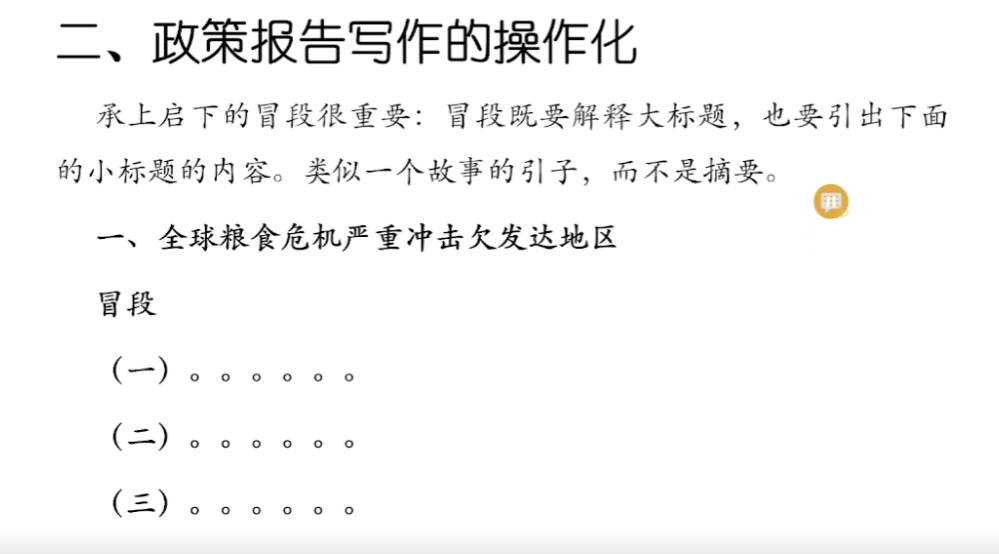 二、政策报告写作的操作化
承上启下的冒段很重要：冒段既要解释大标题，也要引出下面
的小标题的内容。类似一个故事的引子，而不是摘要。
一、全球粮食危机严重冲击欠发达地区
冒段
（一）。。。。。。
（二）。。。。。。
（三）。。。。。。